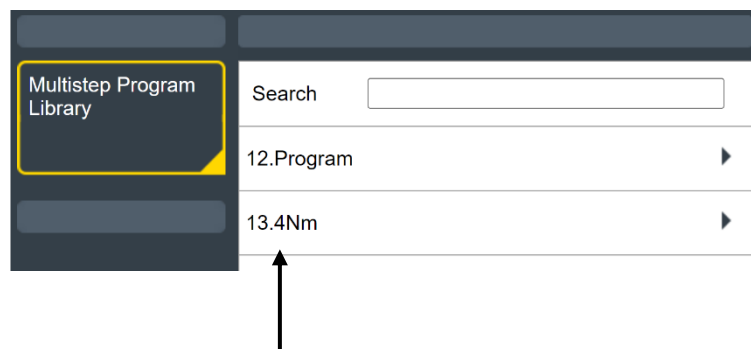 Multistep Program
Library
Search
12.Program
13.4Nm